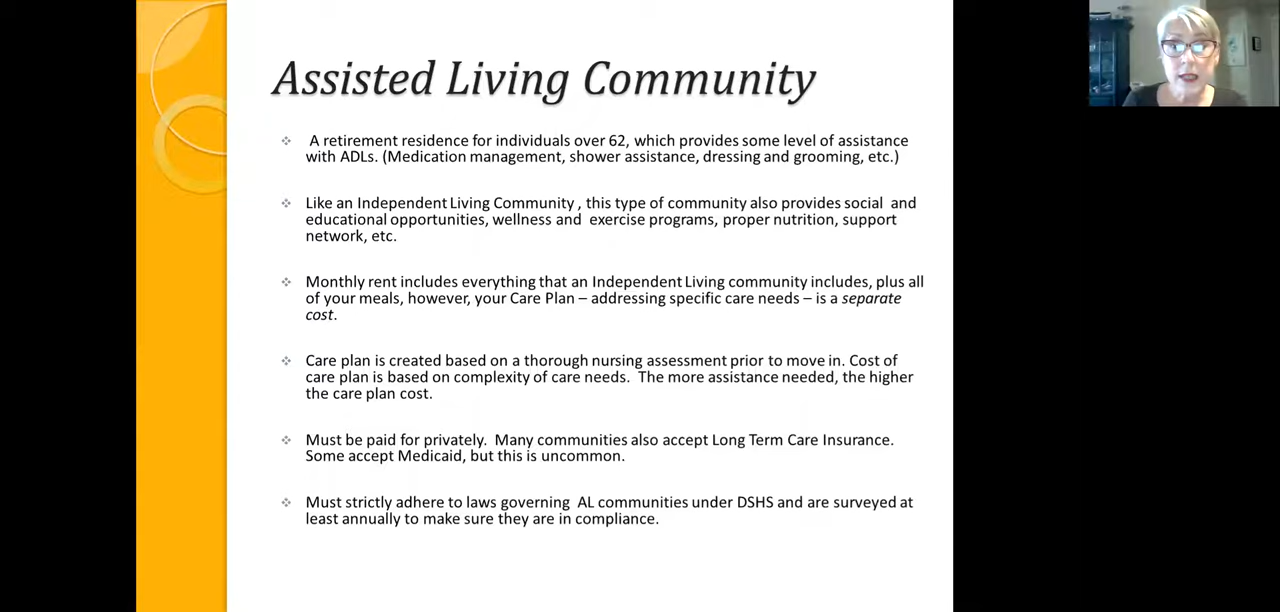 Assisted Living Community
❖ A retirement residence for individuals over 62, which provides some level of assistance
with ADLs. (Medication management, shower assistance, dressing and grooming, etc.)
❖ Like an Independent Living Community , this type of community also provides social and
educational opportunities, wellness and exercise programs, proper nutrition, support
network, etc.
❖ Monthly rent includes everything that an Independent Living community includes, plus all
of your meals, however, your Care Plan – addressing specific care needs – is a separate
cost.
❖ Care plan is created based on a thorough nursing assessment prior to move in. Cost of
care plan is based on complexity of care needs. The more assistance needed, the higher
the care plan cost.
❖ Must be paid for privately. Many communities also accept Long Term Care Insurance.
Some accept Medicaid, but this is uncommon.
❖ Must strictly adhere to laws governing AL communities under DSHS and are surveyed at
least annually to make sure they are in compliance.